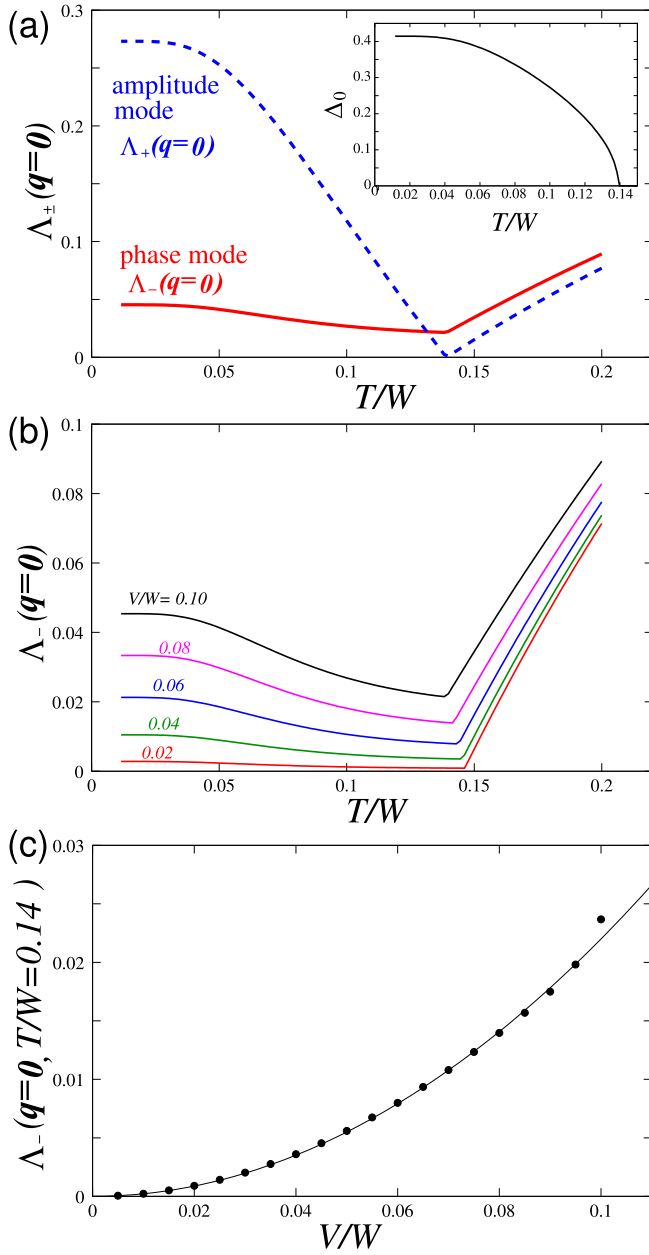 (a)
0.3
0.2
0.1
0
Λ±(q=0)
amplitude
mode
Λ+(q=0)
phase mode
Λ−(q=0)
0.4
0.3
0.2
0.1
0
Δ0
0 0.02 0.04 0.06 0.08 0.1 0.12 0.14
T/W
0 0.05 0.1 0.15 0.2
T/W
(b)
0.1
0.08
0.06
0.04
0.02
0
Λ−(q=0)
V/W= 0.10
0.08
0.06
0.04
0.02
0 0.05 0.1 0.15 0.2
T/W
(c)
0.03
0.02
0.01
0
Λ−(q=0, T/W=0.14)
0 0.02 0.04 0.06 0.08 0.1
V/W